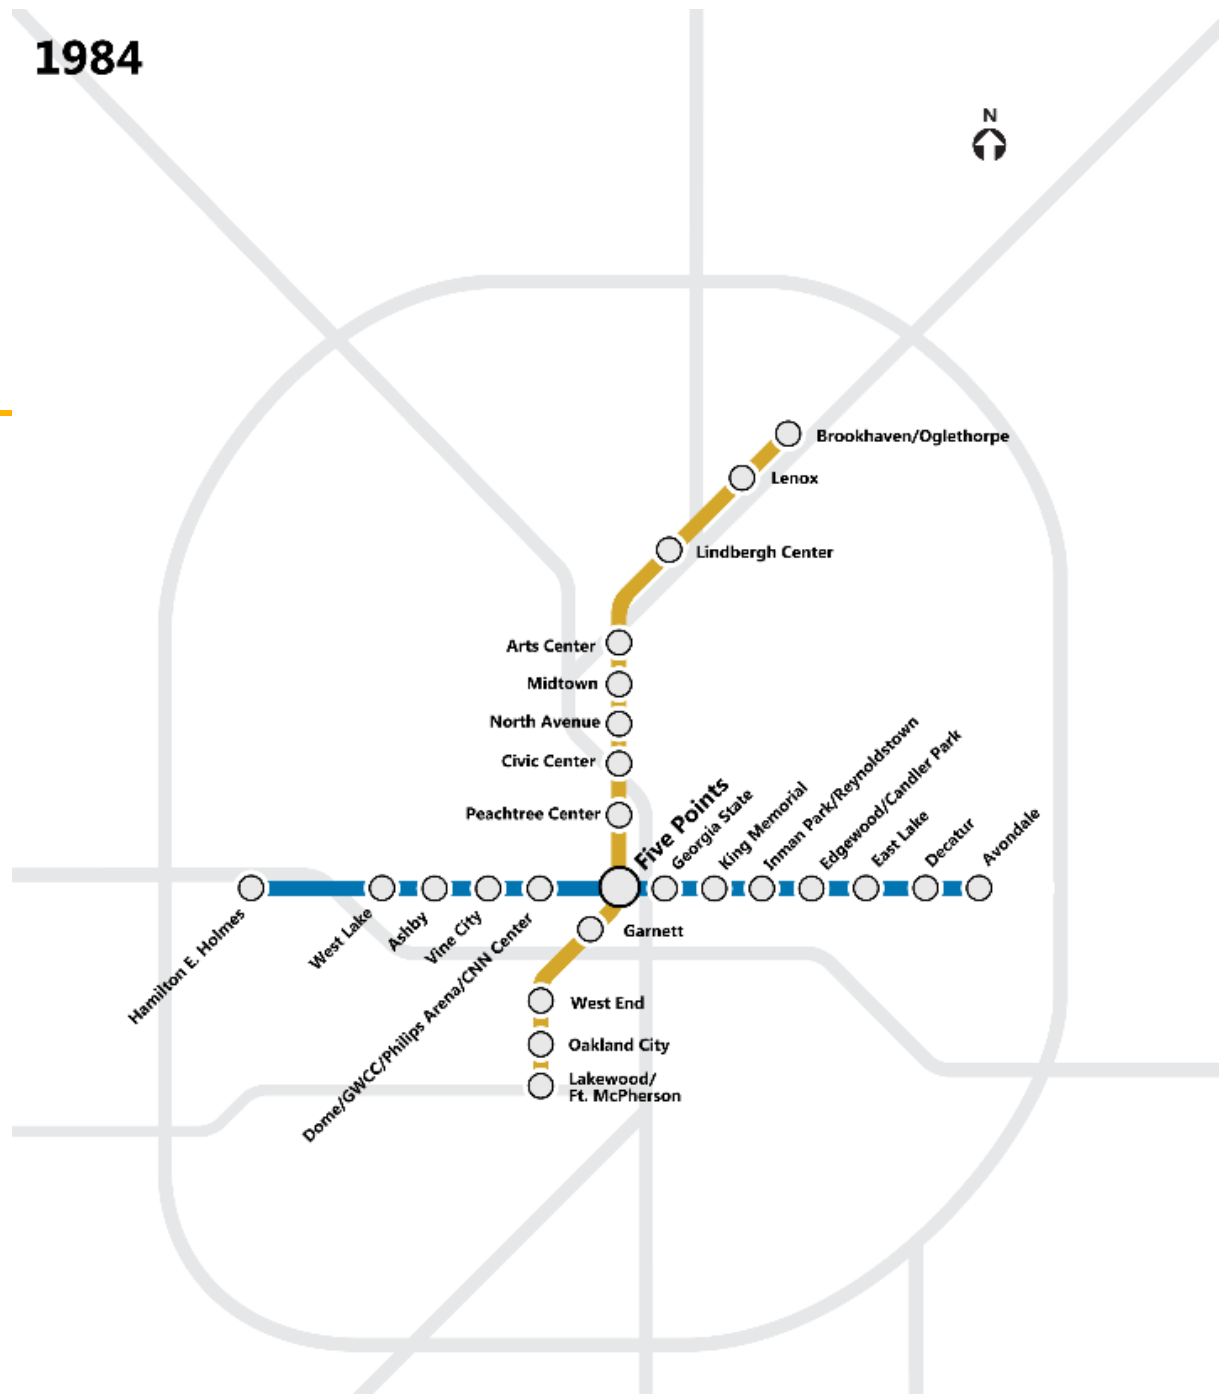 1984
N
Brookhaven/Oglethorpe
Lenox
Lindbergh Center
Arts Center
Midtown
North Avenue
Civic Center
Peachtree Center
Five Points
Georgia State
King Memorial
Inman Park/Reynoldstown
Edgewood/Candler Park
East Lake
Decatur
Avondale
Hamilton E. Holmes
West Lake
Ashby
Vine City
Dome/GWCC/Philips Arena/CNN Center
Garnett
West End
Oakland City
Lakewood/
Ft. McPherson